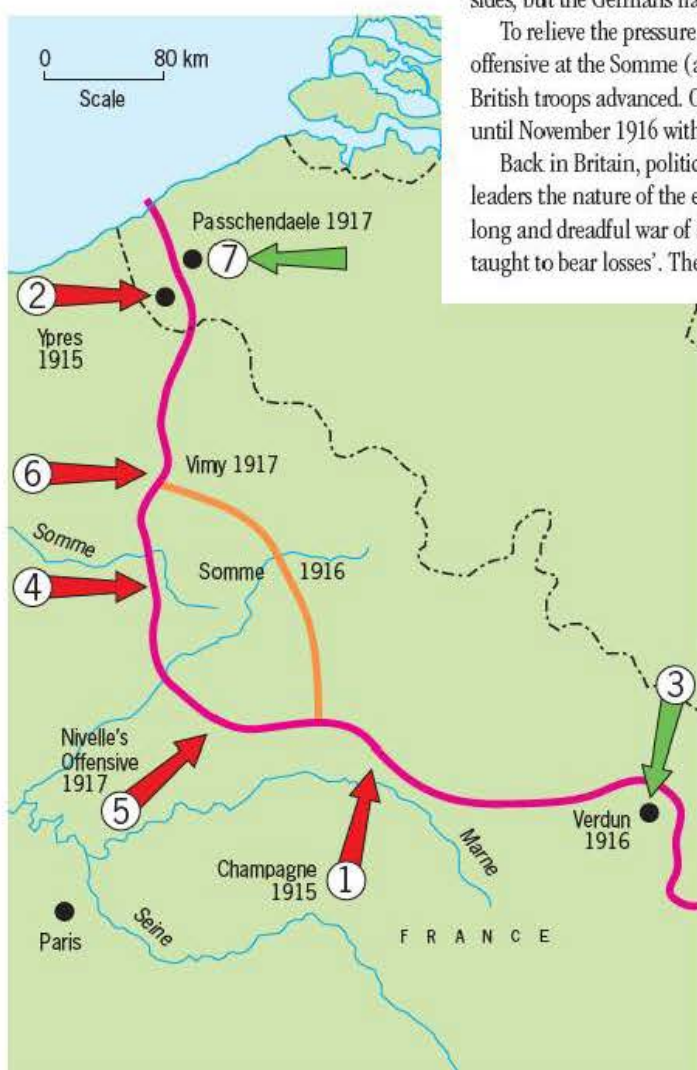 sides, but the Germans
To relieve the pressure
offensive at the Somme (a
British troops advanced.
until November 1916 with
Back in Britain, politic
leaders the nature of the e
long and dreadful war of
taught to bear losses'. The
0 80 km
Scale
Passchendaele 1917
7
2
Ypres
1915
6
Vimy 1917
Somme
Somme 1916
4
3
Nivelle's
Offensive
1917
5
Verdun
1916
Marne
Champagne
1915
1
Paris
Seine
FRANCE